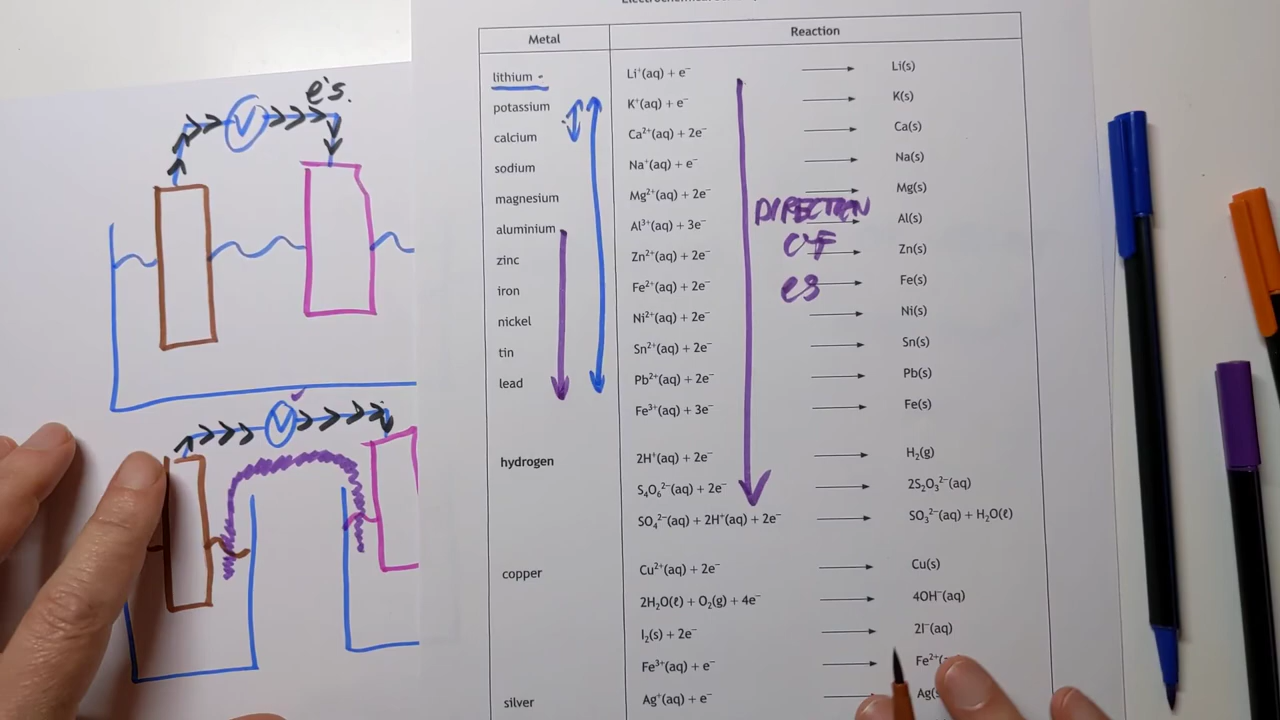 Metal Reaction
lithium - Li⁺(aq) + e⁻ → Li(s)
potassium K⁺(aq) + e⁻ → K(s)
calcium Ca²⁺(aq) + 2e⁻ → Ca(s)
sodium Na⁺(aq) + e⁻ → Na(s)
magnesium Mg²⁺(aq) + 2e⁻ → Mg(s)
aluminium Al³⁺(aq) + 3e⁻ → Al(s)
zinc Zn²⁺(aq) + 2e⁻ → Zn(s)
iron Fe²⁺(aq) + 2e⁻ → Fe(s)
nickel Ni²⁺(aq) + 2e⁻ → Ni(s)
tin Sn²⁺(aq) + 2e⁻ → Sn(s)
lead Pb²⁺(aq) + 2e⁻ → Pb(s)
Fe³⁺(aq) + 3e⁻ → Fe(s)
hydrogen 2H⁺(aq) + 2e⁻ → H₂(g)
S₄O₆²⁻(aq) + 2e⁻ → 2S₂O₃²⁻(aq)
SO₄²⁻(aq) + 2H⁺(aq) + 2e⁻ → SO₃²⁻(aq) + H₂O(ℓ)
copper Cu²⁺(aq) + 2e⁻ → Cu(s)
2H₂O(ℓ) + O₂(g) + 4e⁻ → 4OH⁻(aq)
I₂(s) + 2e⁻ → 2I⁻(aq)
Fe³⁺(aq) + e⁻ → Fe²⁺
silver Ag⁺(aq) + e⁻ → Ag(s
DIRECTION
OF
es
e's.
V
V